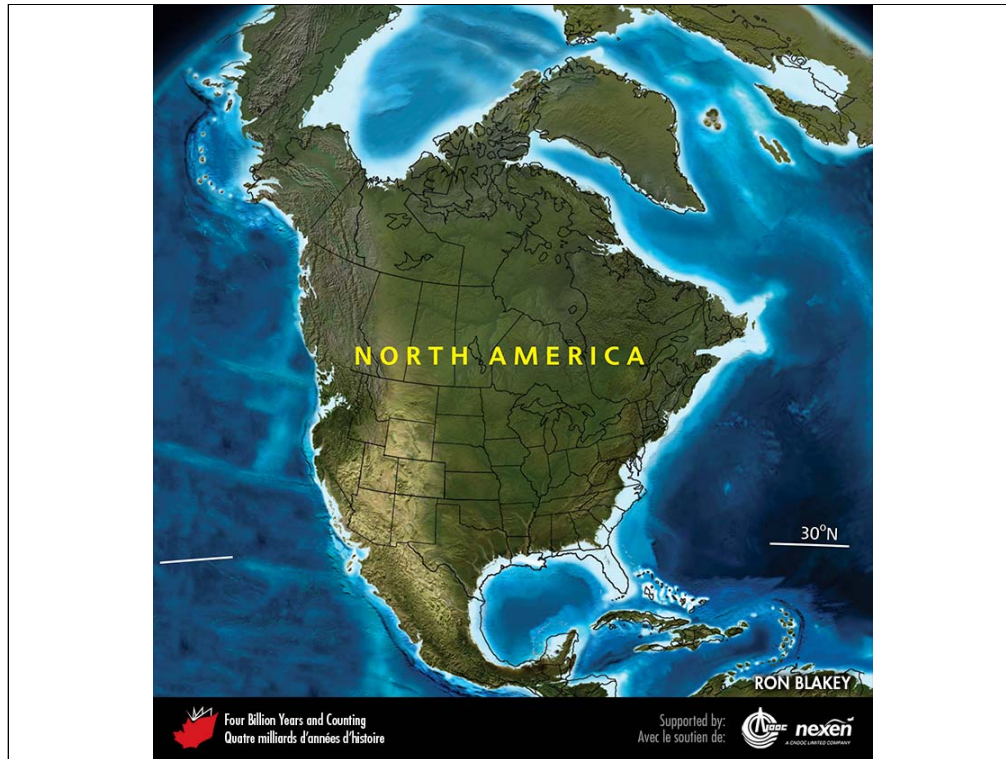 NORTH AMERICA
30°N
RON BLAKEY
Four Billion Years and Counting
Quatre milliards d'années d'histoire
Supported by:
Avec le soutien de:
CNOOC
nexen
A CNOOC LIMITED COMPANY